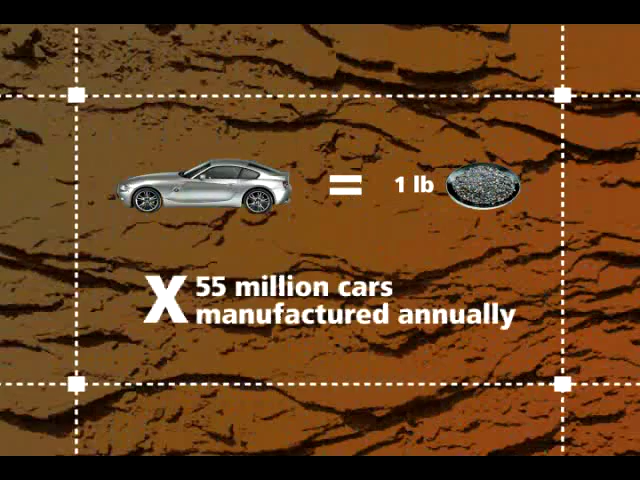 = 1 lb
X 55 million cars
manufactured annually